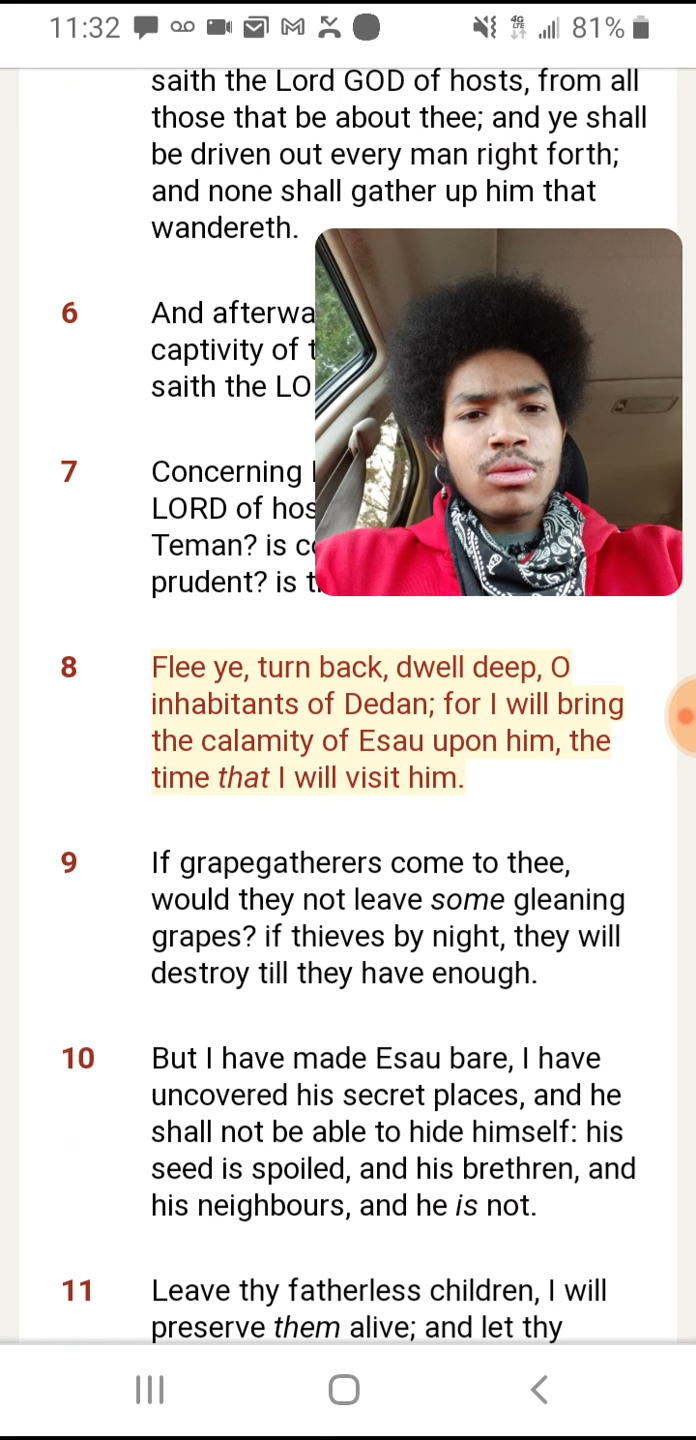 11:32 4G LTE 81%
saith the Lord GOD of hosts, from all
those that be about thee; and ye shall
be driven out every man right forth;
and none shall gather up him that
wandereth.
6 And afterwa
captivity of t
saith the LO
7 Concerning
LORD of hos
Teman? is co
prudent? is t
8 Flee ye, turn back, dwell deep, O
inhabitants of Dedan; for I will bring
the calamity of Esau upon him, the
time that I will visit him.
9 If grapegatherers come to thee,
would they not leave some gleaning
grapes? if thieves by night, they will
destroy till they have enough.
10 But I have made Esau bare, I have
uncovered his secret places, and he
shall not be able to hide himself: his
seed is spoiled, and his brethren, and
his neighbours, and he is not.
11 Leave thy fatherless children, I will
preserve them alive; and let thy